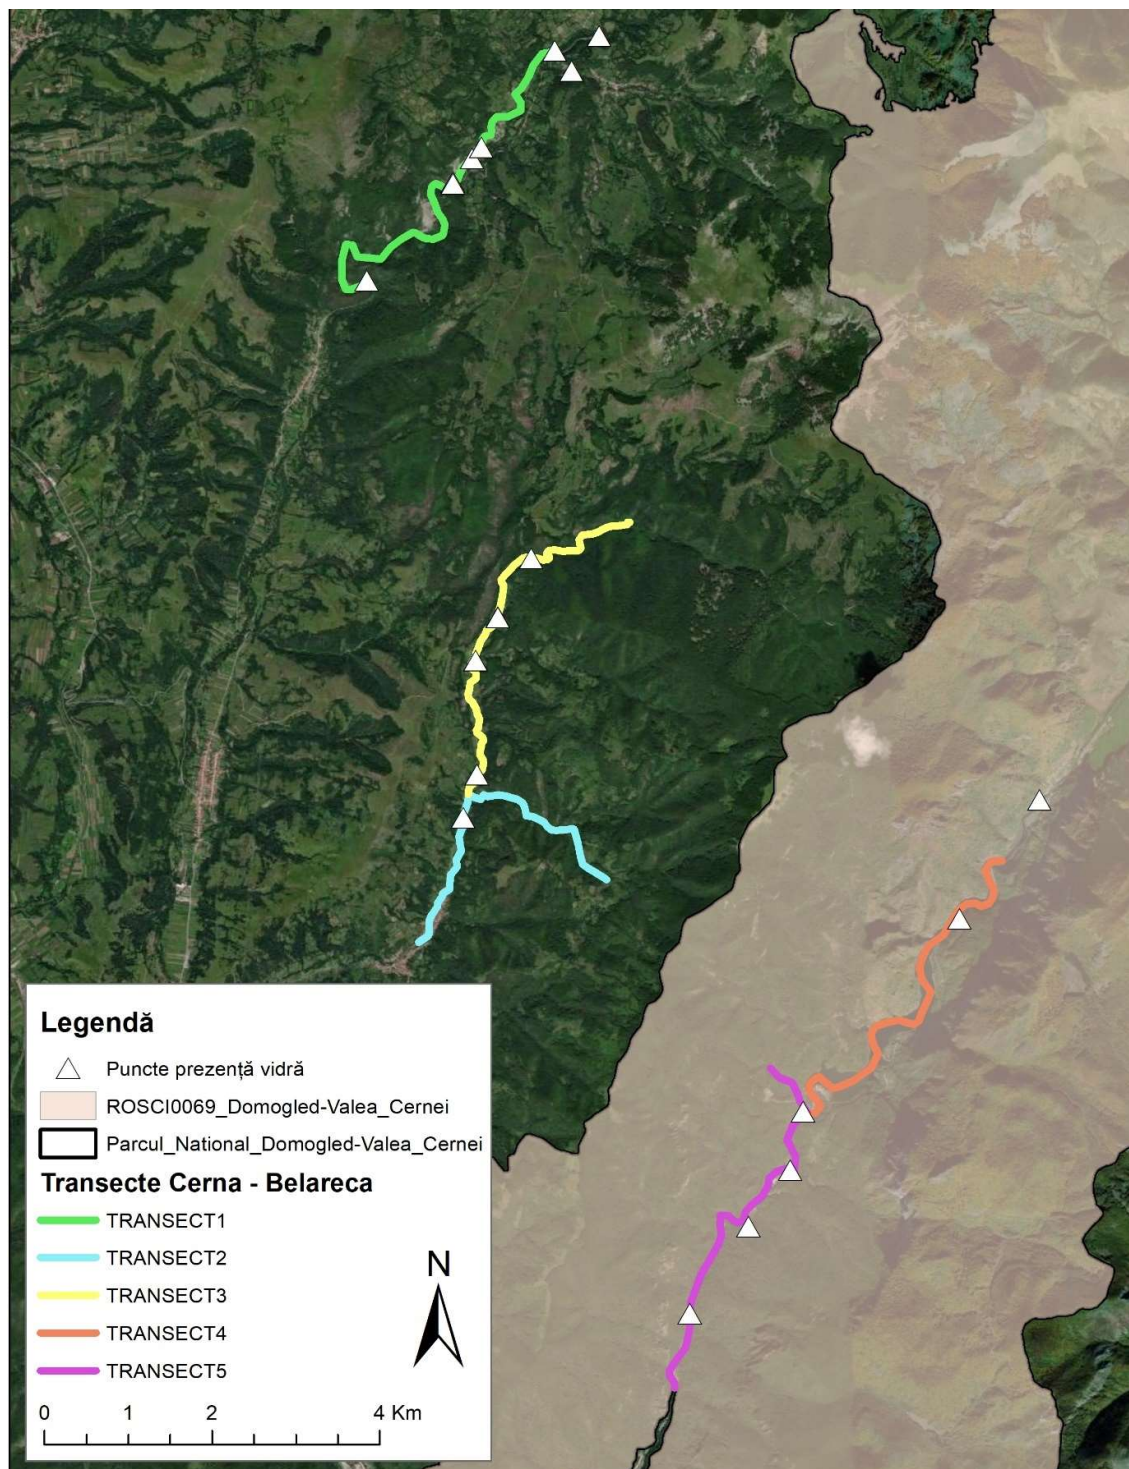 Legendă
Puncte prezență vidră
ROSCI0069_Domogled-Valea_Cernei
Parcul_National_Domogled-Valea_Cernei
Transecte Cerna - Belareca
TRANSECT1
TRANSECT2
TRANSECT3
TRANSECT4
TRANSECT5
N
0 1 2 4 Km